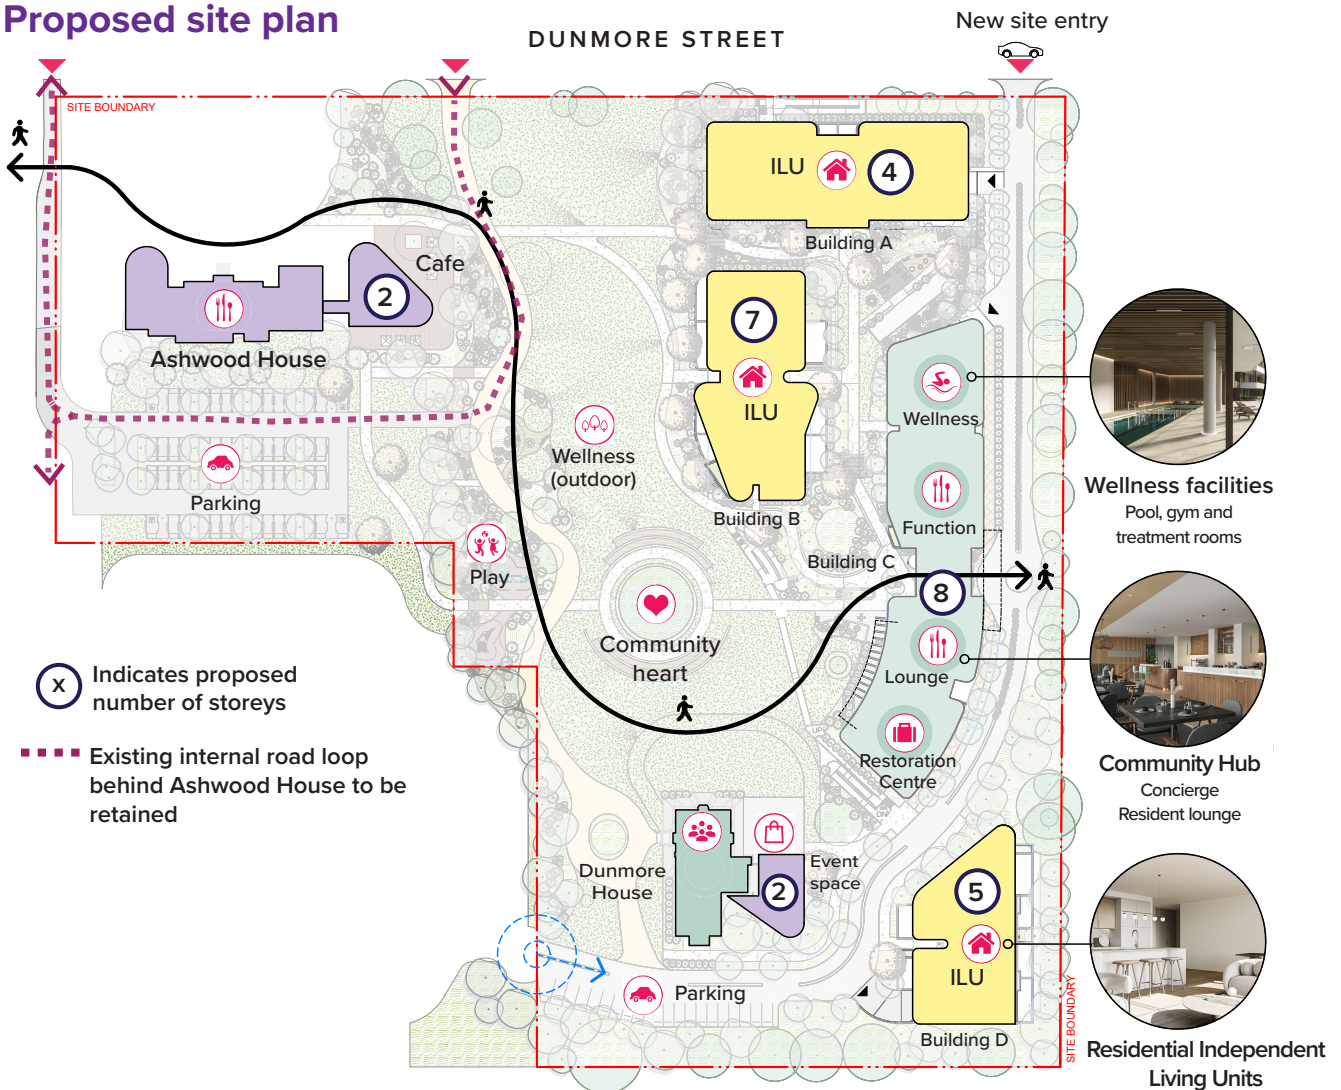 Proposed site plan
DUNMORE STREET
New site entry
SITE BOUNDARY
ILU
4
Building A
Cafe
2
Ashwood House
7
ILU
Building B
Wellness
Function
Wellness facilities
Pool, gym and
treatment rooms
Wellness
(outdoor)
Parking
Play
Building C
8
Community
heart
Lounge
Restoration
Centre
UP
DN
Community Hub
Concierge
Resident lounge
X
Indicates proposed
number of storeys
Existing internal road loop
behind Ashwood House to be
retained
Dunmore
House
Event
space
2
5
ILU
Building D
Parking
SITE BOUNDARY
Residential Independent
Living Units